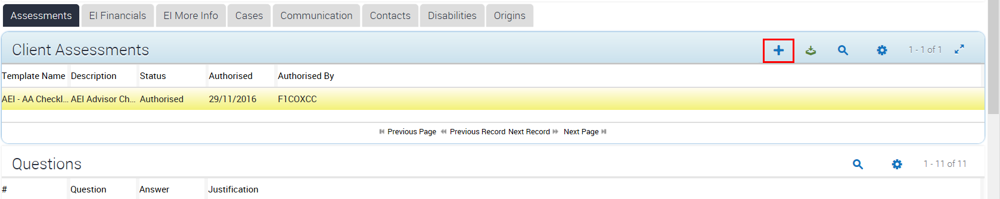 Assessments EI Financials EI More Info Cases Communication Contacts Disabilities Origins
Client Assessments 1 - 1 of 1
Template Name Description Status Authorised Authorised By
AEI - AA Checkl... AEI Advisor Ch... Authorised 29/11/2016 F1COXCC
Previous Page Previous Record Next Record Next Page
Questions 1 - 11 of 11
# Question Answer Justification